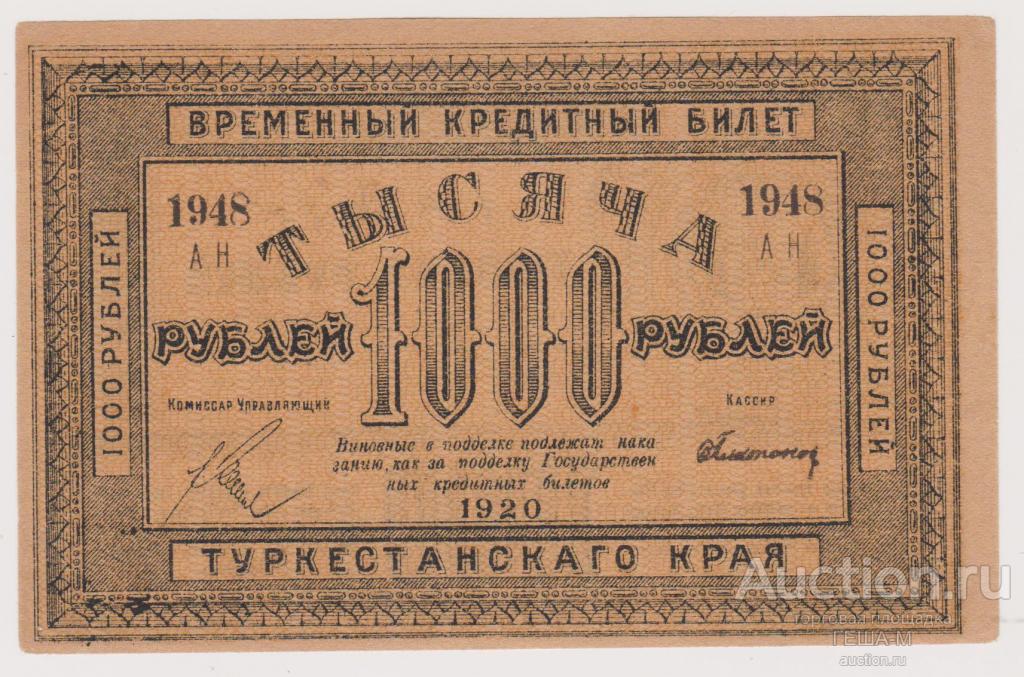 ВРЕМЕННЫЙ КРЕДИТНЫЙ БИЛЕТ
1948
АН
ТЫСЯЧА
1948
АН
1000 РУБЛЕЙ
РУБЛЕЙ 1000 РУБЛЕЙ
1000 РУБЛЕЙ
КОМИССАР УПРАВЛЯЮЩИЙ
КАССИР
Виновные в подделке подлежат нака
занию, как за подделку Государствен
ных кредитных билетов
1920
ТУРКЕСТАНСКАГО КРАЯ
Auction.ru
торговая площадка
ГЕША-М
auction.ru